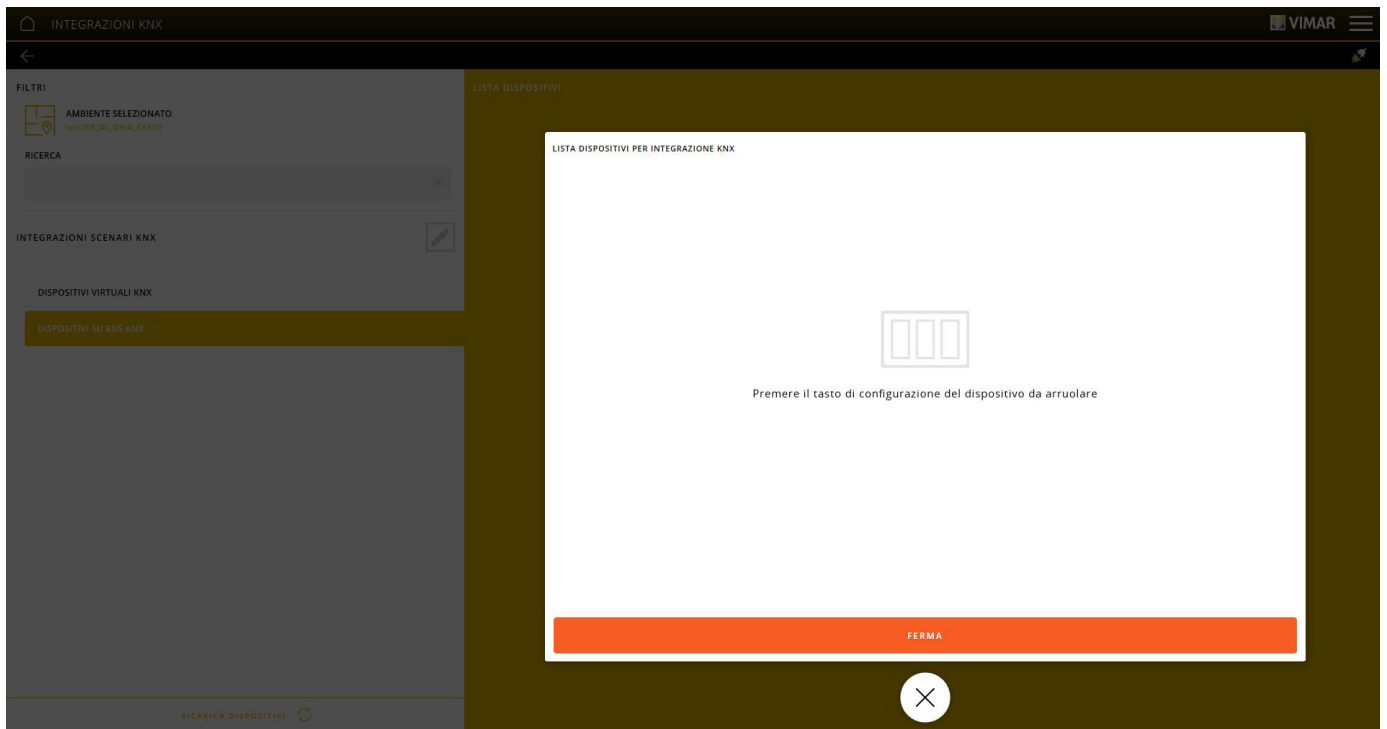 INTEGRAZIONI KNX
VIMAR
FILTRI
AMBIENTE SELEZIONATO
test208_GL_ORIG_CASO2
RICERCA
INTEGRAZIONI SCENARI KNX
DISPOSITIVI VIRTUALI KNX
DISPOSITIVI SU BUS KNX
RICARICA DISPOSITIVI
LISTA DISPOSITIVI
LISTA DISPOSITIVI PER INTEGRAZIONE KNX
Premere il tasto di configurazione del dispositivo da arruolare
FERMA